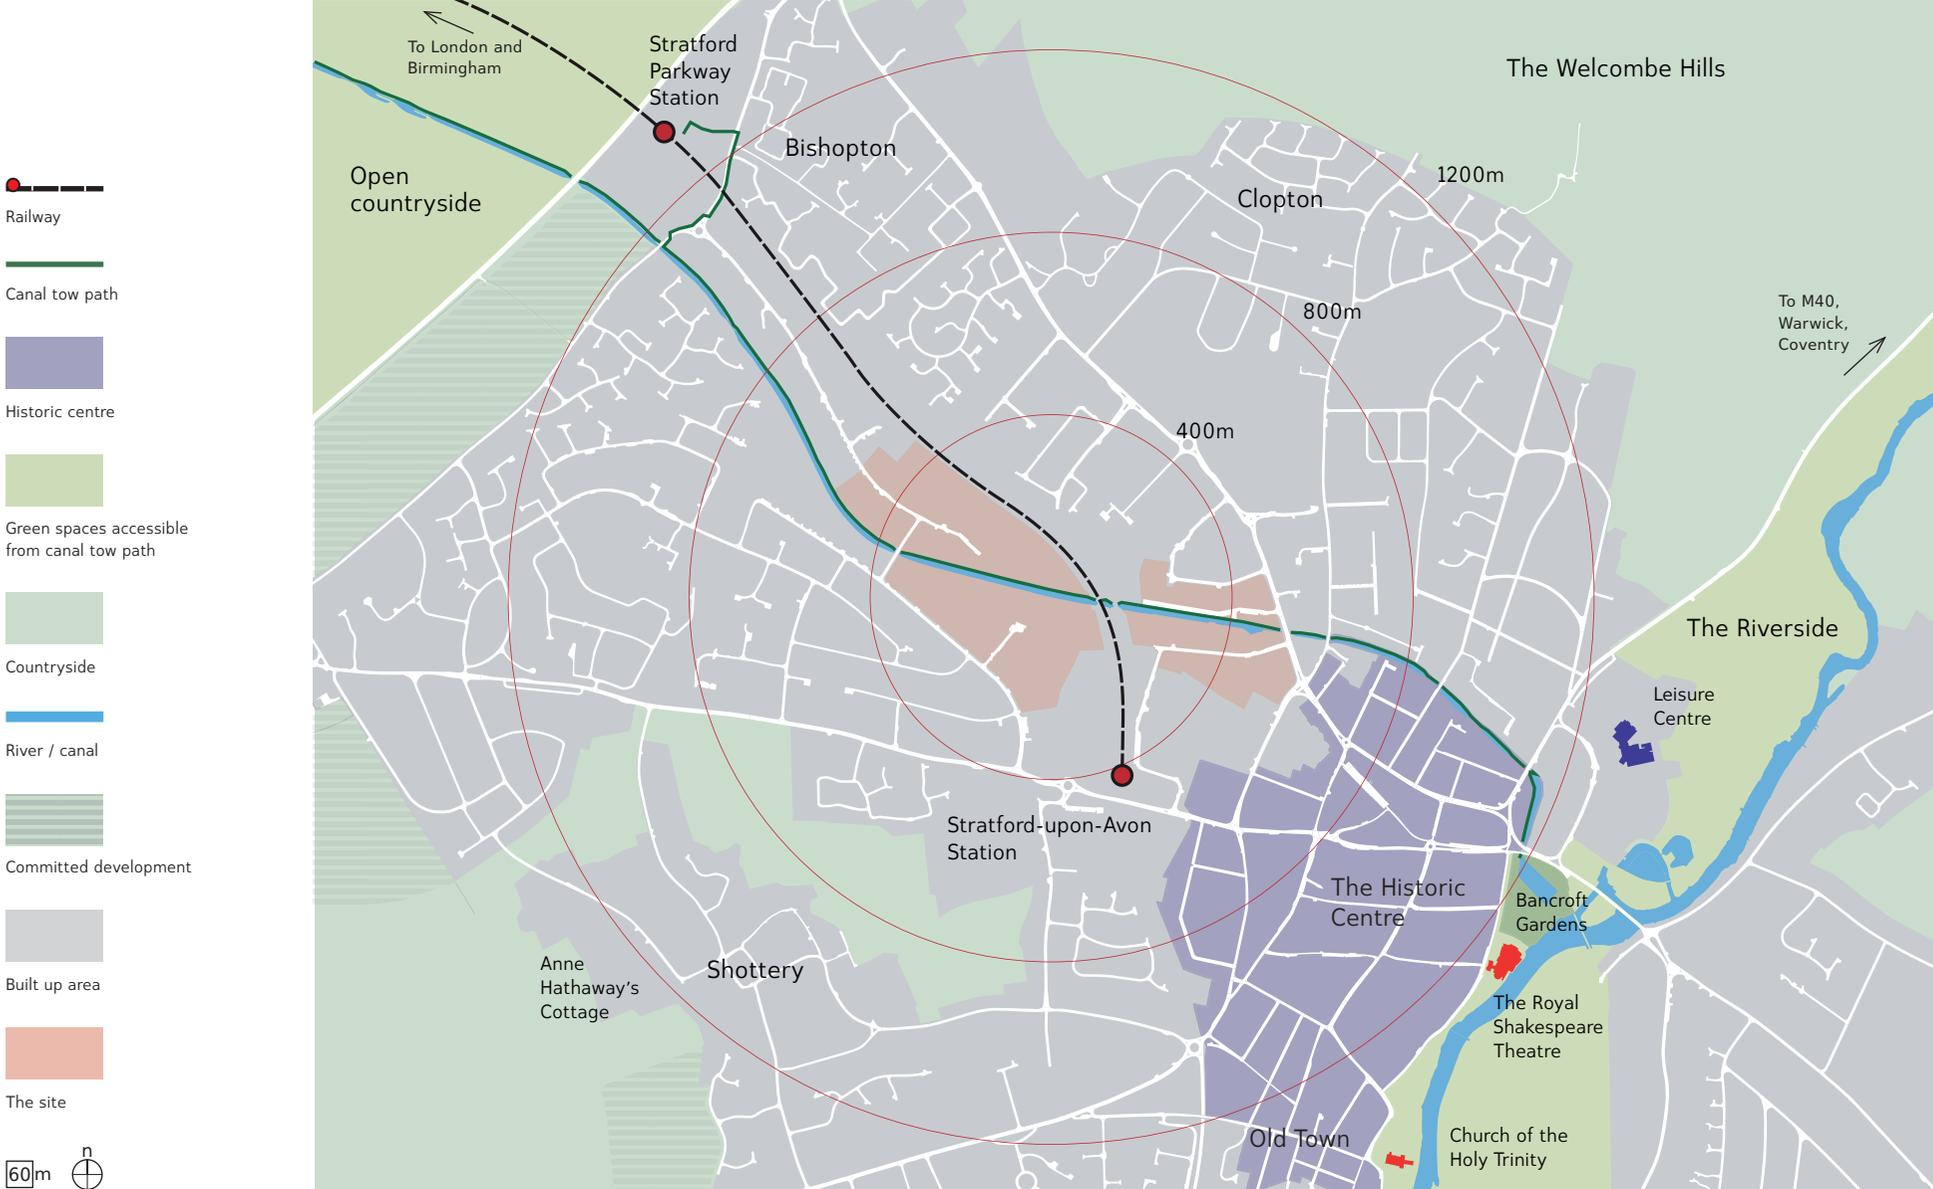 Railway
Canal tow path
Historic centre
Green spaces accessible
from canal tow path
Countryside
River / canal
Committed development
Built up area
The site
60m
n
To London and
Birmingham
Stratford
Parkway
Station
Open
countryside
Bishopton
The Welcombe Hills
Clopton
1200m
800m
400m
To M40,
Warwick,
Coventry
The Riverside
Leisure
Centre
Stratford-upon-Avon
Station
The Historic
Centre
Bancroft
Gardens
Anne
Hathaway’s
Cottage
Shottery
The Royal
Shakespeare
Theatre
Old Town
Church of the
Holy Trinity